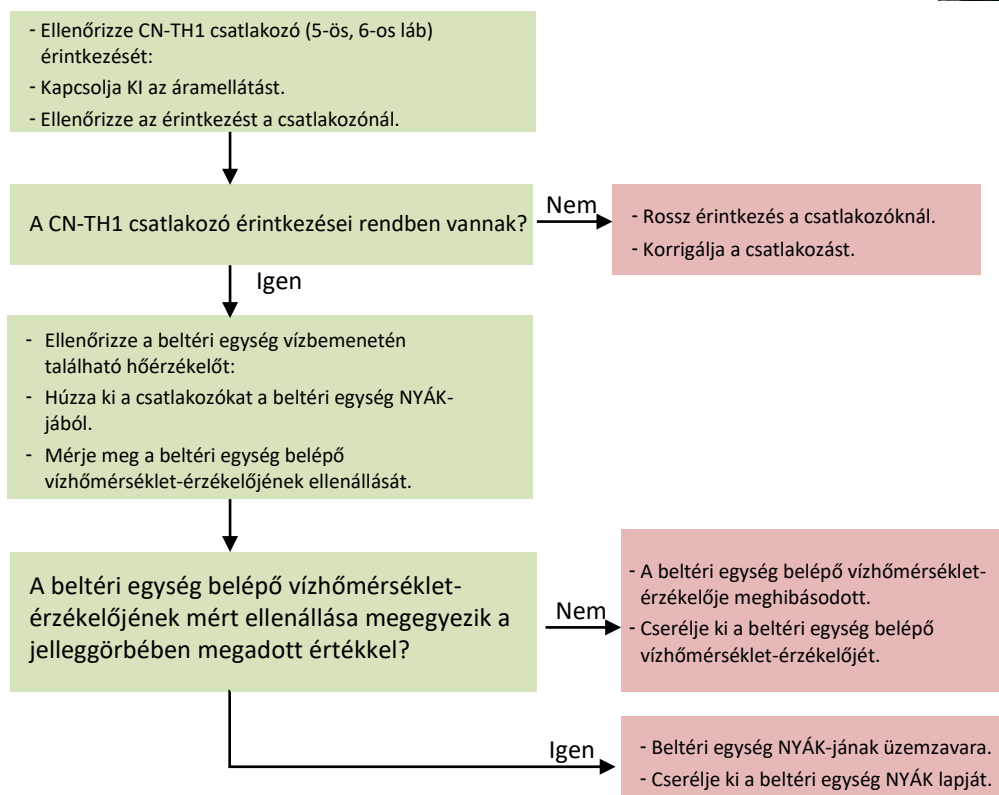 - Ellenőrizze CN-TH1 csatlakozó (5-ös, 6-os láb)
érintkezését:
- Kapcsolja KI az áramellátást.
- Ellenőrizze az érintkezést a csatlakozónál.
A CN-TH1 csatlakozó érintkezései rendben vannak?
Nem
- Rossz érintkezés a csatlakozóknál.
- Korrigálja a csatlakozást.
Igen
- Ellenőrizze a beltéri egység vízbemenetén
található hőérzékelőt:
- Húzza ki a csatlakozókat a beltéri egység NYÁK-
jából.
- Mérje meg a beltéri egység belépő
vízhőmérséklet-érzékelőjének ellenállását.
A beltéri egység belépő vízhőmérséklet-
érzékelőjének mért ellenállása megegyezik a
jelleggörbében megadott értékkel?
Nem
- A beltéri egység belépő vízhőmérséklet-
érzékelője meghibásodott.
- Cserélje ki a beltéri egység belépő
vízhőmérséklet-érzékelőjét.
Igen
- Beltéri egység NYÁK-jának üzemzavara.
- Cserélje ki a beltéri egység NYÁK lapját.